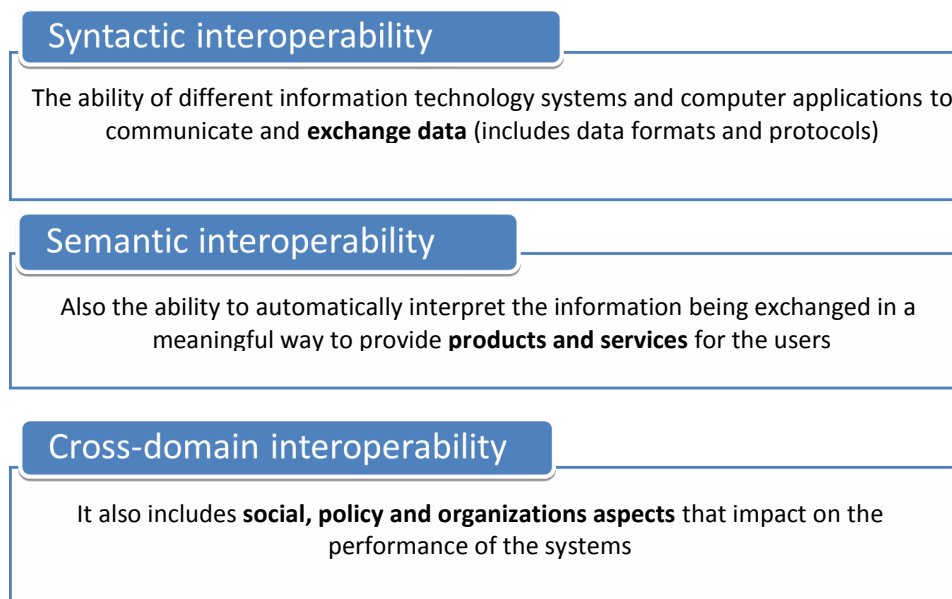 Syntactic interoperability
The ability of different information technology systems and computer applications to
communicate and exchange data (includes data formats and protocols)
Semantic interoperability
Also the ability to automatically interpret the information being exchanged in a
meaningful way to provide products and services for the users
Cross-domain interoperability
It also includes social, policy and organizations aspects that impact on the
performance of the systems